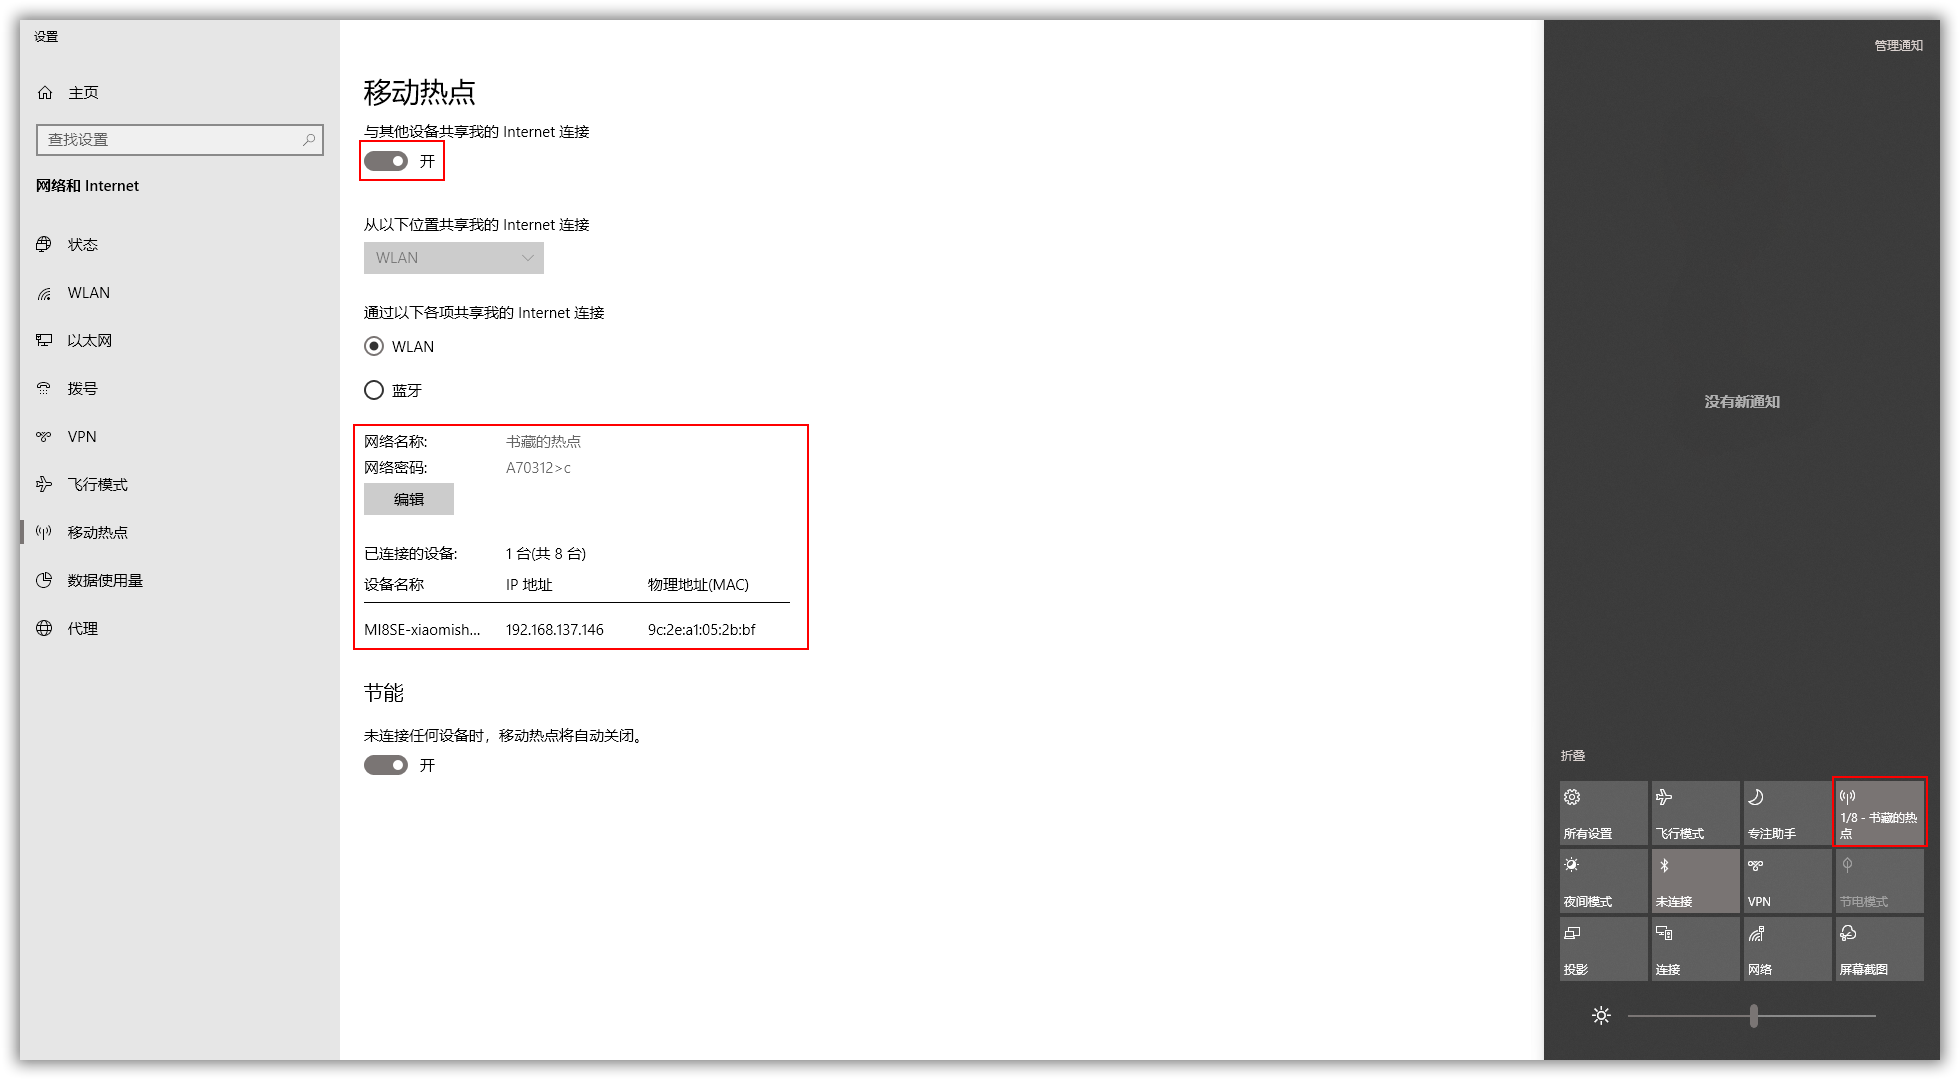 设置
主页
查找设置
网络和 Internet
状态
WLAN
以太网
拨号
VPN
飞行模式
移动热点
数据使用量
代理
移动热点
与其他设备共享我的 Internet 连接
开
从以下位置共享我的 Internet 连接
WLAN
通过以下各项共享我的 Internet 连接
WLAN
蓝牙
网络名称: 书藏的热点
网络密码: A70312>c
编辑
已连接的设备: 1 台(共 8 台)
设备名称 IP 地址 物理地址(MAC)
MI8SE-xiaomish... 192.168.137.146 9c:2e:a1:05:2b:bf
节能
未连接任何设备时，移动热点将自动关闭。
开
管理通知
没有新通知
折叠
所有设置
飞行模式
专注助手
1/8 - 书藏的热
点
夜间模式
未连接
VPN
节电模式
投影
连接
网络
屏幕截图